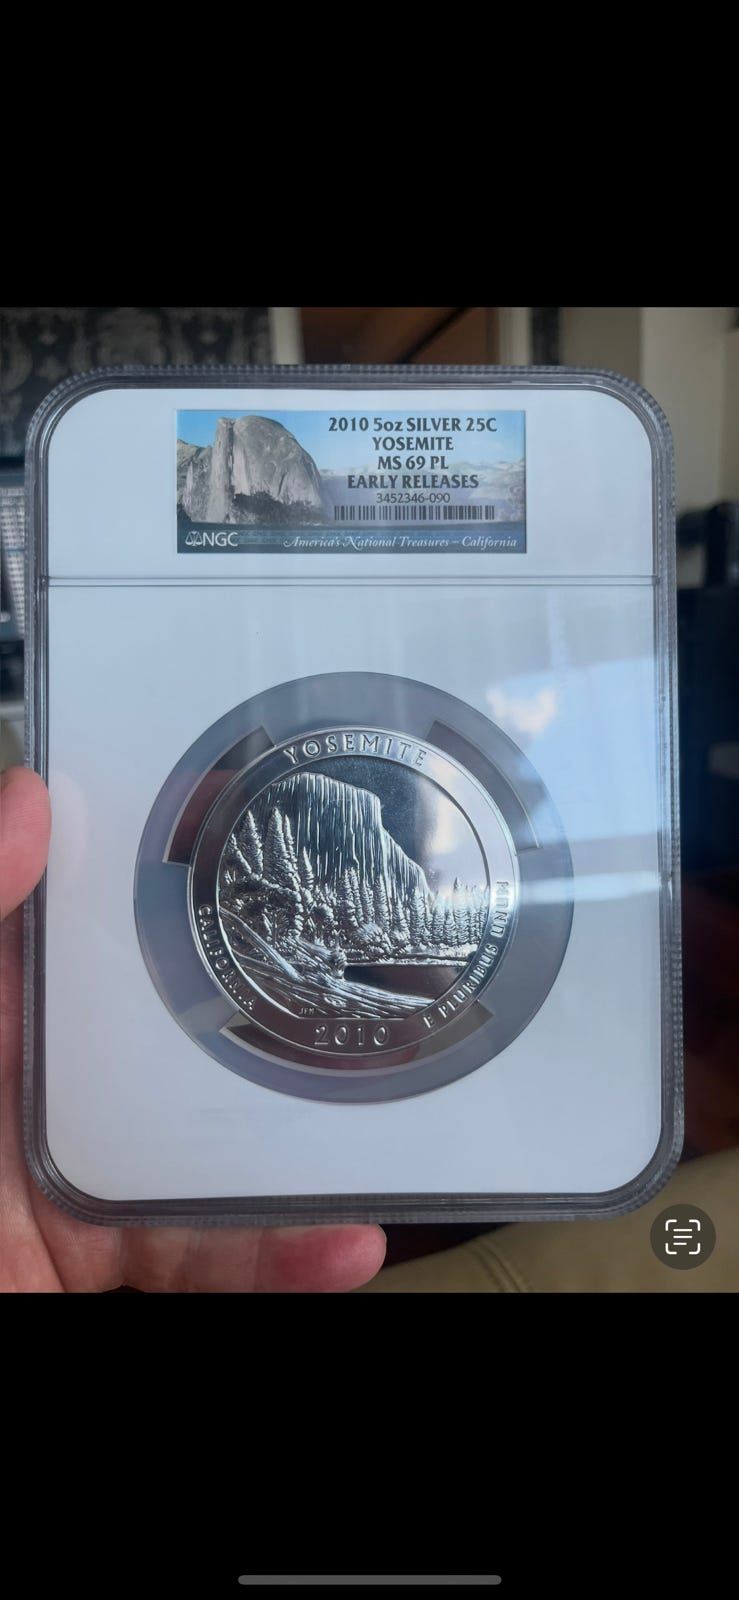 2010 5oz SILVER 25C
YOSEMITE
MS 69 PL
EARLY RELEASES
3452346-090
NGC
America's National Treasures – California
YOSEMITE
CALIFORNIA
E PLURIBUS UNUM
JFM
2010